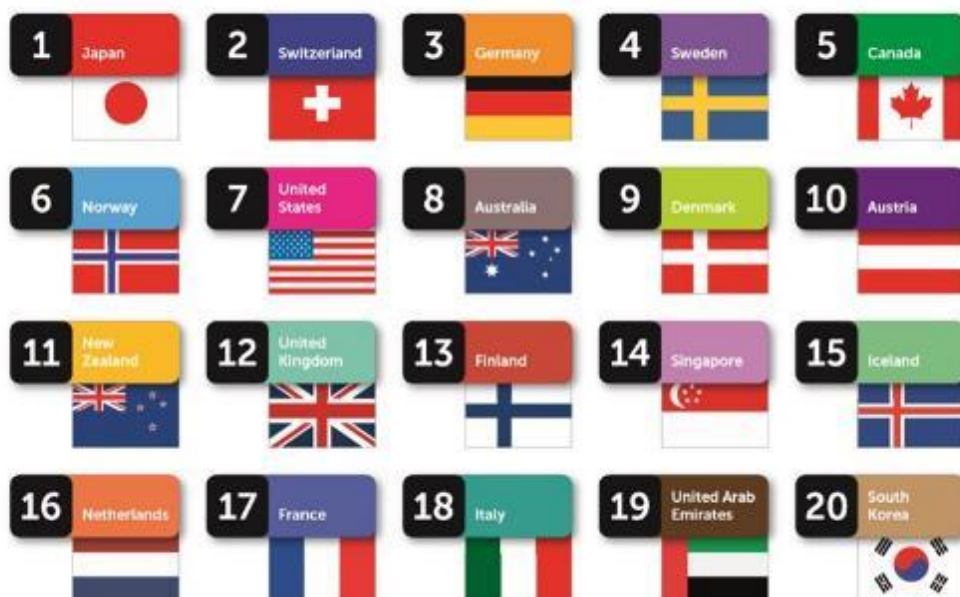 1 Japan
2 Switzerland
3 Germany
4 Sweden
5 Canada
6 Norway
7 United
States
8 Australia
9 Denmark
10 Austria
11 New
Zealand
12 United
Kingdom
13 Finland
14 Singapore
15 Iceland
16 Netherlands
17 France
18 Italy
19 United Arab
Emirates
20 South
Korea